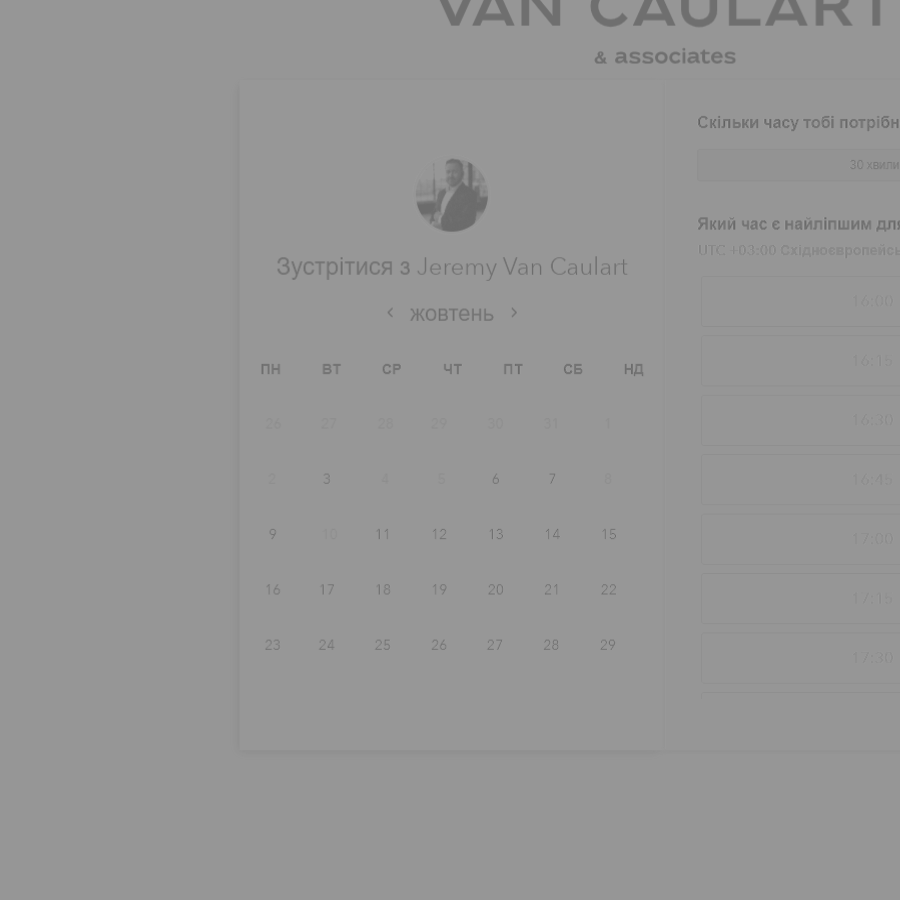 VAN CAULART
& associates
Зустрітися з Jeremy Van Caulart
жовтень
ПН ВТ СР ЧТ ПТ СБ НД
26 27 28 29 30 31 1
2 3 4 5 6 7 8
9 10 11 12 13 14 15
16 17 18 19 20 21 22
23 24 25 26 27 28 29
Скільки часу тобі потрібн
30 хвили
Який час є найліпшим дл
UTC +03:00 Східноєвропейсь
16:00
16:15
16:30
16:45
17:00
17:15
17:30